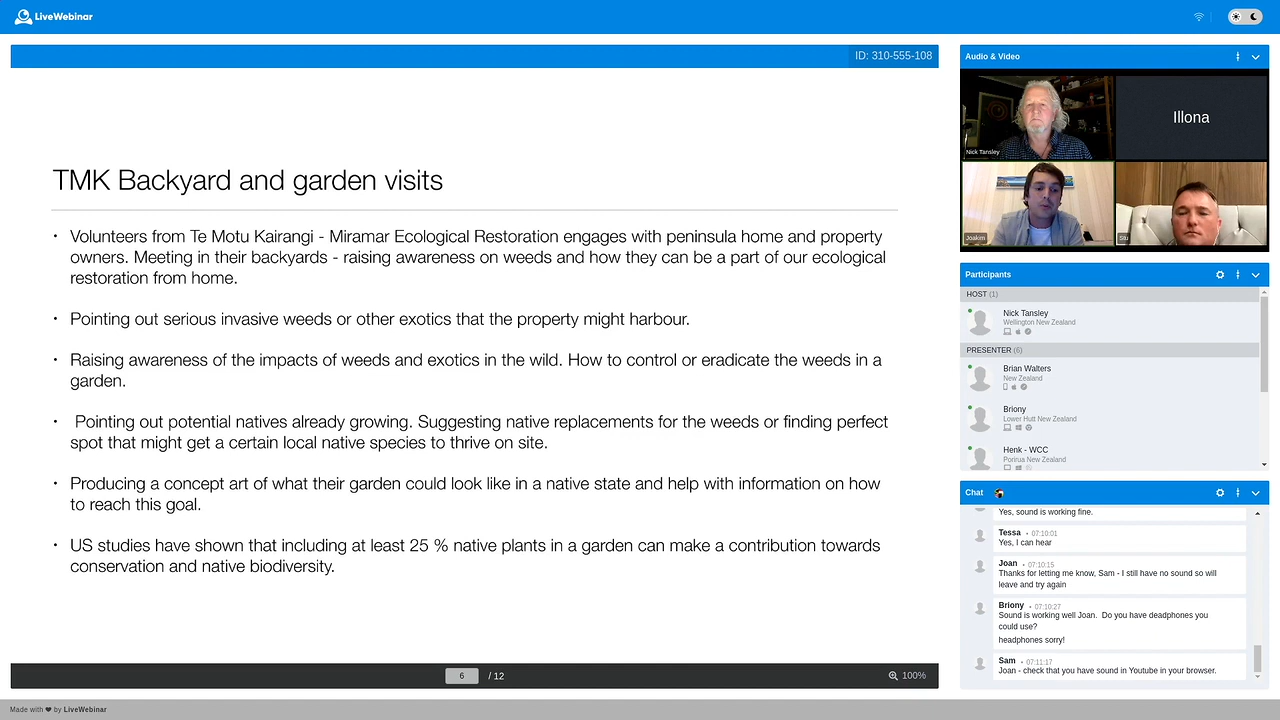 LiveWebinar
ID: 310-555-108
TMK Backyard and garden visits
• Volunteers from Te Motu Kairangi - Miramar Ecological Restoration engages with peninsula home and property
owners. Meeting in their backyards - raising awareness on weeds and how they can be a part of our ecological
restoration from home.
• Pointing out serious invasive weeds or other exotics that the property might harbour.
• Raising awareness of the impacts of weeds and exotics in the wild. How to control or eradicate the weeds in a
garden.
• Pointing out potential natives already growing. Suggesting native replacements for the weeds or finding perfect
spot that might get a certain local native species to thrive on site.
• Producing a concept art of what their garden could look like in a native state and help with information on how
to reach this goal.
• US studies have shown that including at least 25 % native plants in a garden can make a contribution towards
conservation and native biodiversity.
6 / 12
100%
Audio & Video
Nick Tansley
Illona
Joakim
Stu
Participants
HOST (1)
Nick Tansley
Wellington New Zealand
PRESENTER (6)
Brian Walters
New Zealand
Briony
Lower Hutt New Zealand
Henk - WCC
Porirua New Zealand
Chat
Yes, sound is working fine.
Tessa • 07:10:01
Yes, I can hear
Joan • 07:10:15
Thanks for letting me know, Sam - I still have no sound so will
leave and try again
Briony • 07:10:27
Sound is working well Joan. Do you have deadphones you
could use?
headphones sorry!
Sam • 07:11:17
Joan - check that you have sound in Youtube in your browser.
Made with ❤ by LiveWebinar